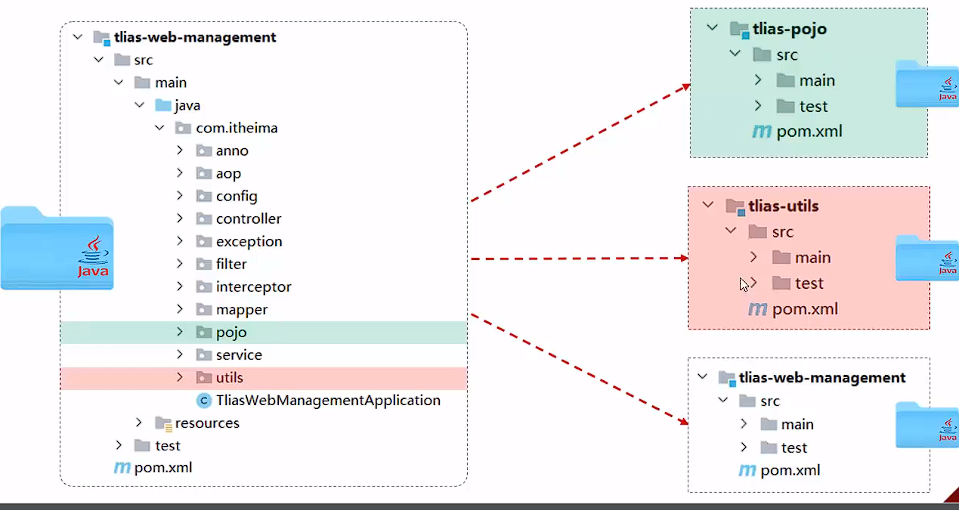 tlias-web-management
src
main
java
com.itheima
anno
aop
config
controller
exception
filter
interceptor
mapper
pojo
service
utils
C TliasWebManagementApplication
resources
test
m pom.xml
Java
tlias-pojo
src
main
test
m pom.xml
Java
tlias-utils
src
main
test
m pom.xml
Java
tlias-web-management
src
main
test
m pom.xml
Java